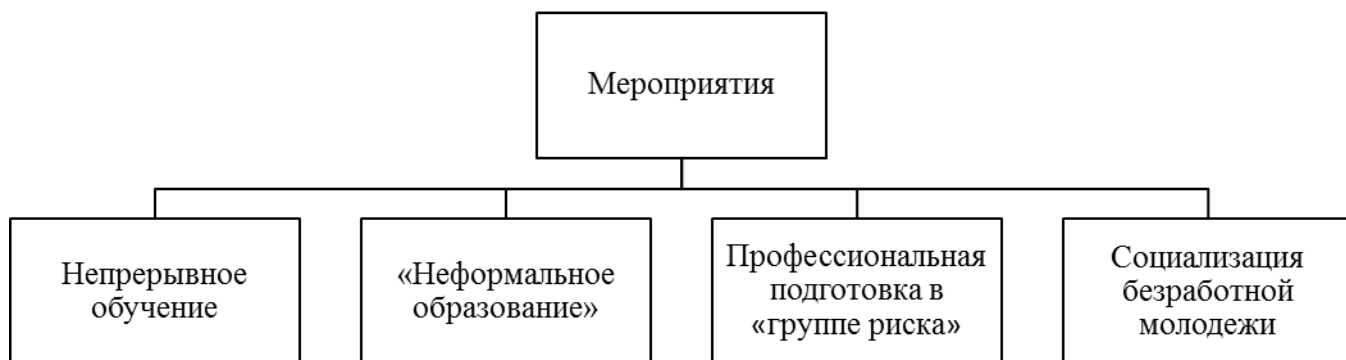 Мероприятия
Непрерывное
обучение
«Неформальное
образование»
Профессиональная
подготовка в
«группе риска»
Социализация
безработной
молодежи